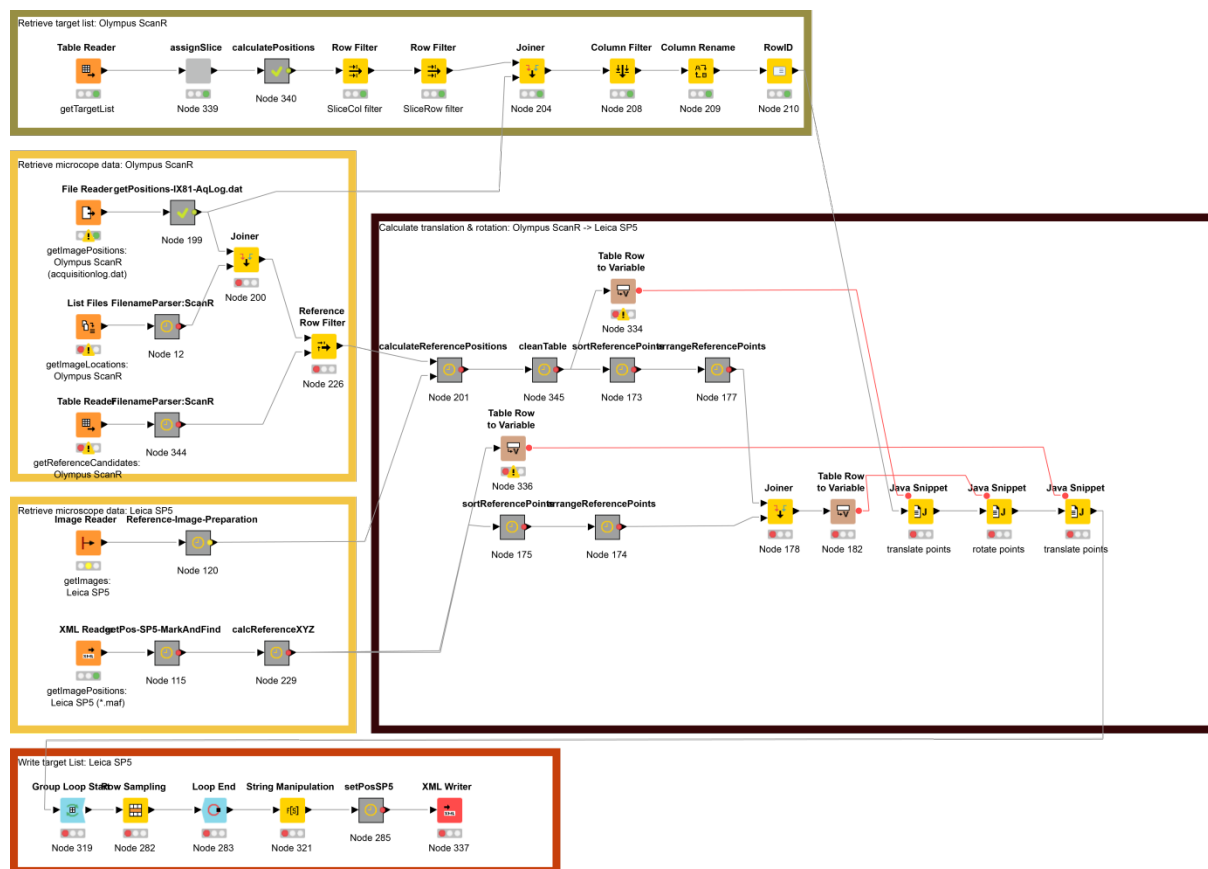 Retrieve target list: Olympus ScanR
Table Reader
assignSlice
calculatePositions
Row Filter
Row Filter
Joiner
Column Filter
Column Rename
RowID
getTargetList
Node 339
Node 340
SliceCol filter
SliceRow filter
Node 204
Node 208
Node 209
Node 210
Retrieve microcope data: Olympus ScanR
File Reader
getPositions-IX81-AqLog.dat
Node 199
getImagePositions:
Olympus ScanR
(acquisitionlog.dat)
Joiner
Node 200
List Files
FilenameParser:ScanR
Node 12
getImageLocations:
Olympus ScanR
Reference
Row Filter
Node 226
Table Reader
FilenameParser:ScanR
Node 344
getReferenceCandidates:
Olympus ScanR
Calculate translation & rotation: Olympus ScanR -> Leica SP5
Table Row
to Variable
Node 334
calculateReferencePositions
cleanTable
sortReferencePoints
arrangeReferencePoints
Node 201
Node 345
Node 173
Node 177
Table Row
to Variable
Node 336
sortReferencePoints
arrangeReferencePoints
Node 175
Node 174
Joiner
Node 178
Table Row
to Variable
Node 182
Java Snippet
Java Snippet
Java Snippet
translate points
rotate points
translate points
Retrieve microscope data: Leica SP5
Image Reader
Reference-Image-Preparation
Node 120
getImages:
Leica SP5
XML Reader
getPos-SP5-MarkAndFind
calcReferenceXYZ
Node 115
Node 229
getImagePositions:
Leica SP5 (*.maf)
Write target List: Leica SP5
Group Loop Start
Row Sampling
Loop End
String Manipulation
setPosSP5
XML Writer
Node 319
Node 282
Node 283
Node 321
Node 285
Node 337